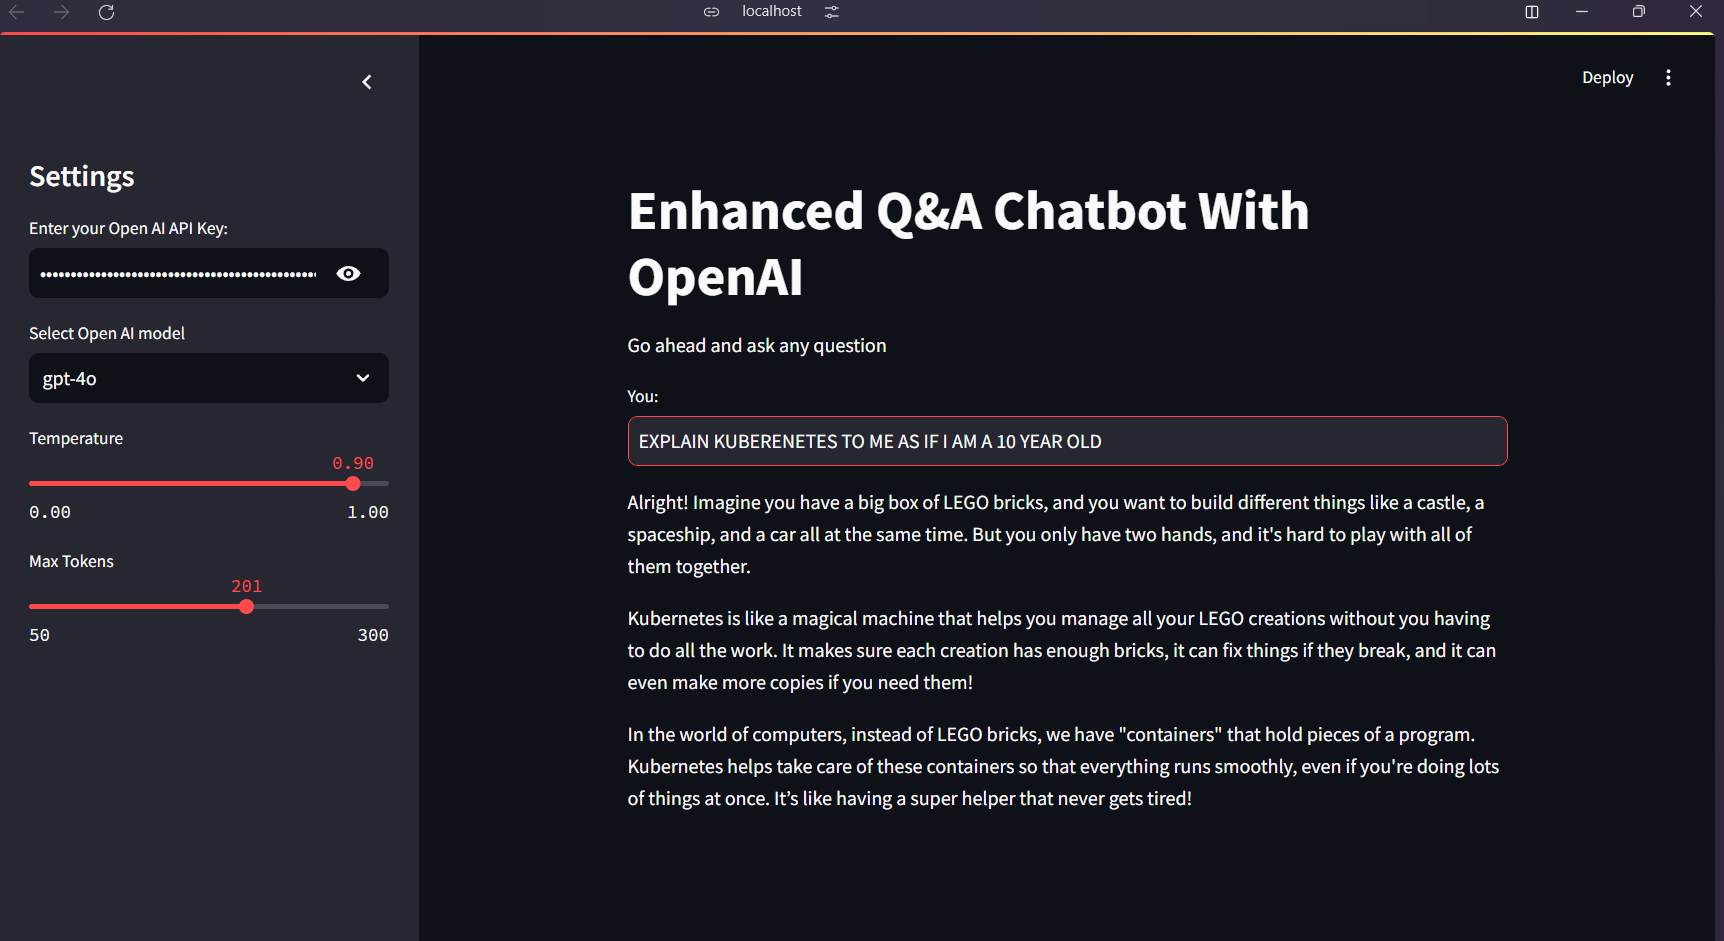 localhost
Deploy
Settings
Enter your Open AI API Key:
Select Open AI model
gpt-4o
Temperature
0.90
0.00 1.00
Max Tokens
201
50 300
Enhanced Q&A Chatbot With
OpenAI
Go ahead and ask any question
You:
EXPLAIN KUBERENETES TO ME AS IF I AM A 10 YEAR OLD
Alright! Imagine you have a big box of LEGO bricks, and you want to build different things like a castle, a
spaceship, and a car all at the same time. But you only have two hands, and it's hard to play with all of
them together.
Kubernetes is like a magical machine that helps you manage all your LEGO creations without you having
to do all the work. It makes sure each creation has enough bricks, it can fix things if they break, and it can
even make more copies if you need them!
In the world of computers, instead of LEGO bricks, we have "containers" that hold pieces of a program.
Kubernetes helps take care of these containers so that everything runs smoothly, even if you're doing lots
of things at once. It’s like having a super helper that never gets tired!